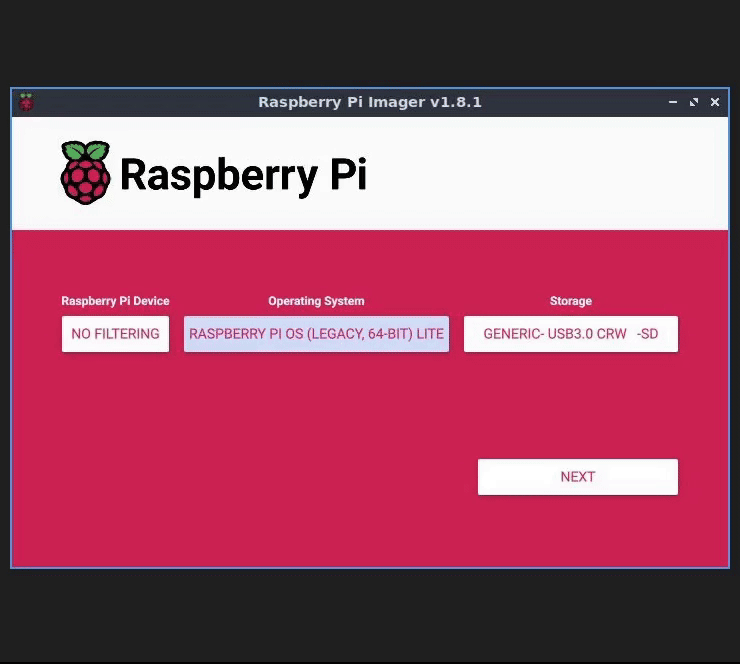 Raspberry Pi Imager v1.8.1
Raspberry Pi
Raspberry Pi Device
Operating System
Storage
NO FILTERING
RASPBERRY PI OS (LEGACY, 64-BIT) LITE
GENERIC- USB3.0 CRW   -SD
NEXT